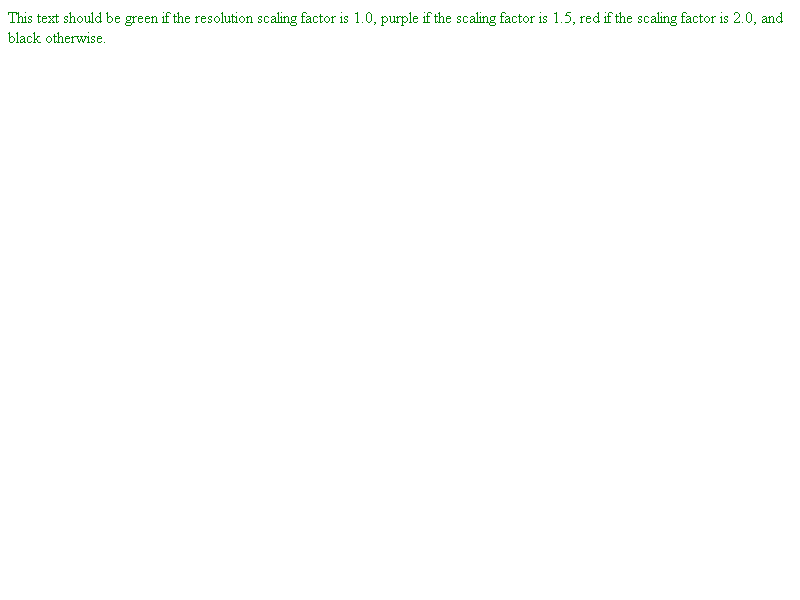 This text should be green if the resolution scaling factor is 1.0, purple if the scaling factor is 1.5, red if the scaling factor is 2.0, and
black otherwise.